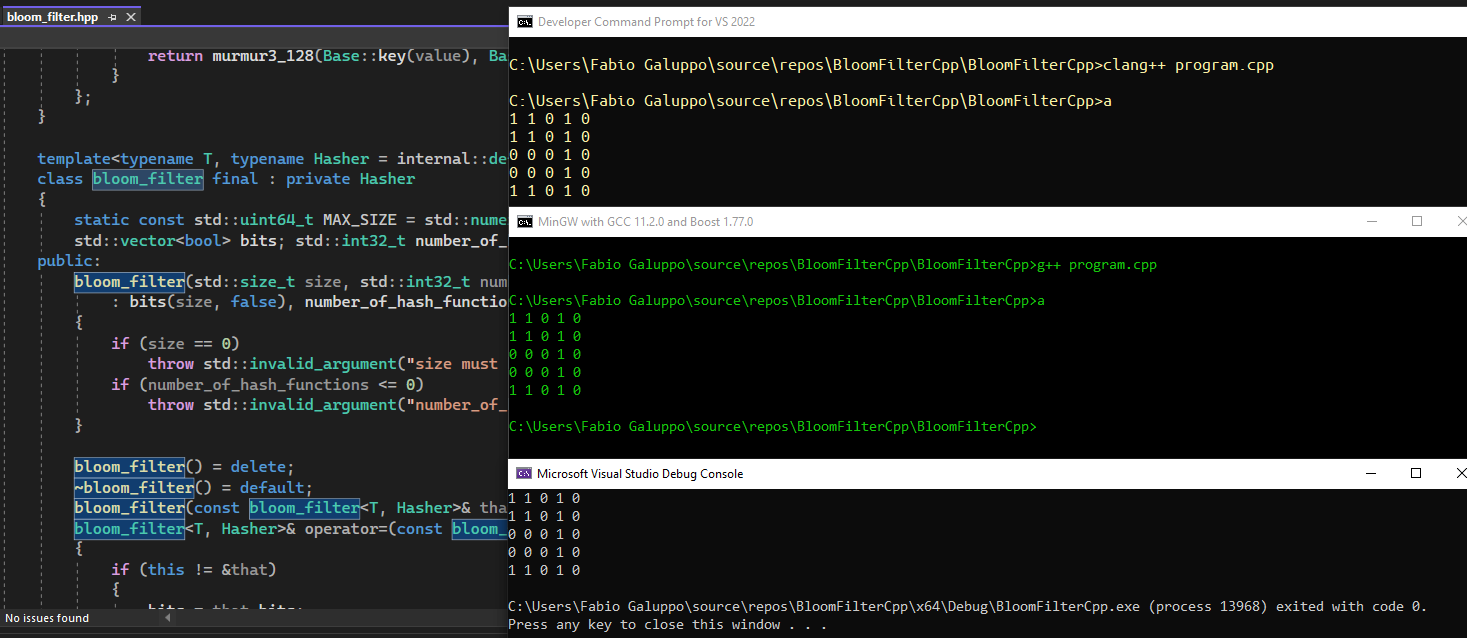 bloom_filter.hpp
return murmur3_128(Base::key(value), Ba
}
};
}
template<typename T, typename Hasher = internal::de
class bloom_filter final : private Hasher
{
static const std::uint64_t MAX_SIZE = std::nume
std::vector<bool> bits; std::int32_t number_of_
public:
bloom_filter(std::size_t size, std::int32_t num
: bits(size, false), number_of_hash_functio
{
if (size == 0)
throw std::invalid_argument("size must
if (number_of_hash_functions <= 0)
throw std::invalid_argument("number_of_
}
bloom_filter() = delete;
~bloom_filter() = default;
bloom_filter(const bloom_filter<T, Hasher>& tha
bloom_filter<T, Hasher>& operator=(const bloom_
{
if (this != &that)
{
bits = that.bits;
No issues found
Developer Command Prompt for VS 2022
C:\Users\Fabio Galuppo\source\repos\BloomFilterCpp\BloomFilterCpp>clang++ program.cpp
C:\Users\Fabio Galuppo\source\repos\BloomFilterCpp\BloomFilterCpp>a
1 1 0 1 0
1 1 0 1 0
0 0 0 1 0
0 0 0 1 0
1 1 0 1 0
MinGW with GCC 11.2.0 and Boost 1.77.0
C:\Users\Fabio Galuppo\source\repos\BloomFilterCpp\BloomFilterCpp>g++ program.cpp
C:\Users\Fabio Galuppo\source\repos\BloomFilterCpp\BloomFilterCpp>a
1 1 0 1 0
1 1 0 1 0
0 0 0 1 0
0 0 0 1 0
1 1 0 1 0
C:\Users\Fabio Galuppo\source\repos\BloomFilterCpp\BloomFilterCpp>
Microsoft Visual Studio Debug Console
1 1 0 1 0
1 1 0 1 0
0 0 0 1 0
0 0 0 1 0
1 1 0 1 0
C:\Users\Fabio Galuppo\source\repos\BloomFilterCpp\x64\Debug\BloomFilterCpp.exe (process 13968) exited with code 0.
Press any key to close this window . . .